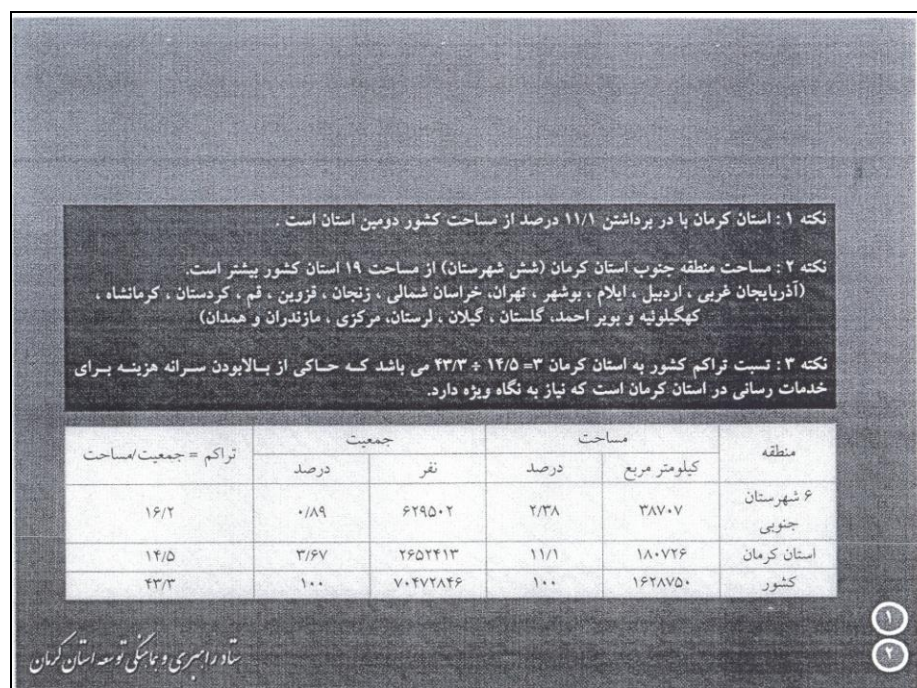 نکته ۱ : استان کرمان با در برداشتن ۱۱/۱ درصد از مساحت کشور دومین استان است .
نکته ۲ : مساحت منطقه جنوب استان کرمان (شش شهرستان) از مساحت ۱۹ استان کشور بیشتر است.
(آذربایجان غربی ، اردبیل ، ایلام ، بوشهر ، تهران، خراسان شمالی ، زنجان ، قزوین ، قم ، کردستان ، کرمانشاه ،
کهگیلوئیه و بویر احمد، گلستان ، گیلان ، لرستان، مرکزی ، مازندران و همدان)
نکته ۳ : نسبت تراکم کشور به استان کرمان ۳= ۱۴/۵ ÷ ۴۳/۳ می باشد که حاکی از بالابودن سرانه هزینه برای
خدمات رسانی در استان کرمان است که نیاز به نگاه ویژه دارد.
منطقه مساحت جمعیت تراکم = جمعیت/مساحت
کیلومتر مربع درصد نفر درصد
۶ شهرستان
جنوبی ۳۸۷۰۷ ۲/۳۸ ۶۲۹۵۰۲ ۰/۸۹ ۱۶/۲
استان کرمان ۱۸۰۷۲۶ ۱۱/۱ ۲۶۵۲۴۱۳ ۳/۶۷ ۱۴/۵
کشور ۱۶۲۸۷۵۰ ۱۰۰ ۷۰۴۷۲۸۴۶ ۱۰۰ ۴۳/۳
۱
۲
ستاد راهبری و هماهنگی توسعه استان کرمان